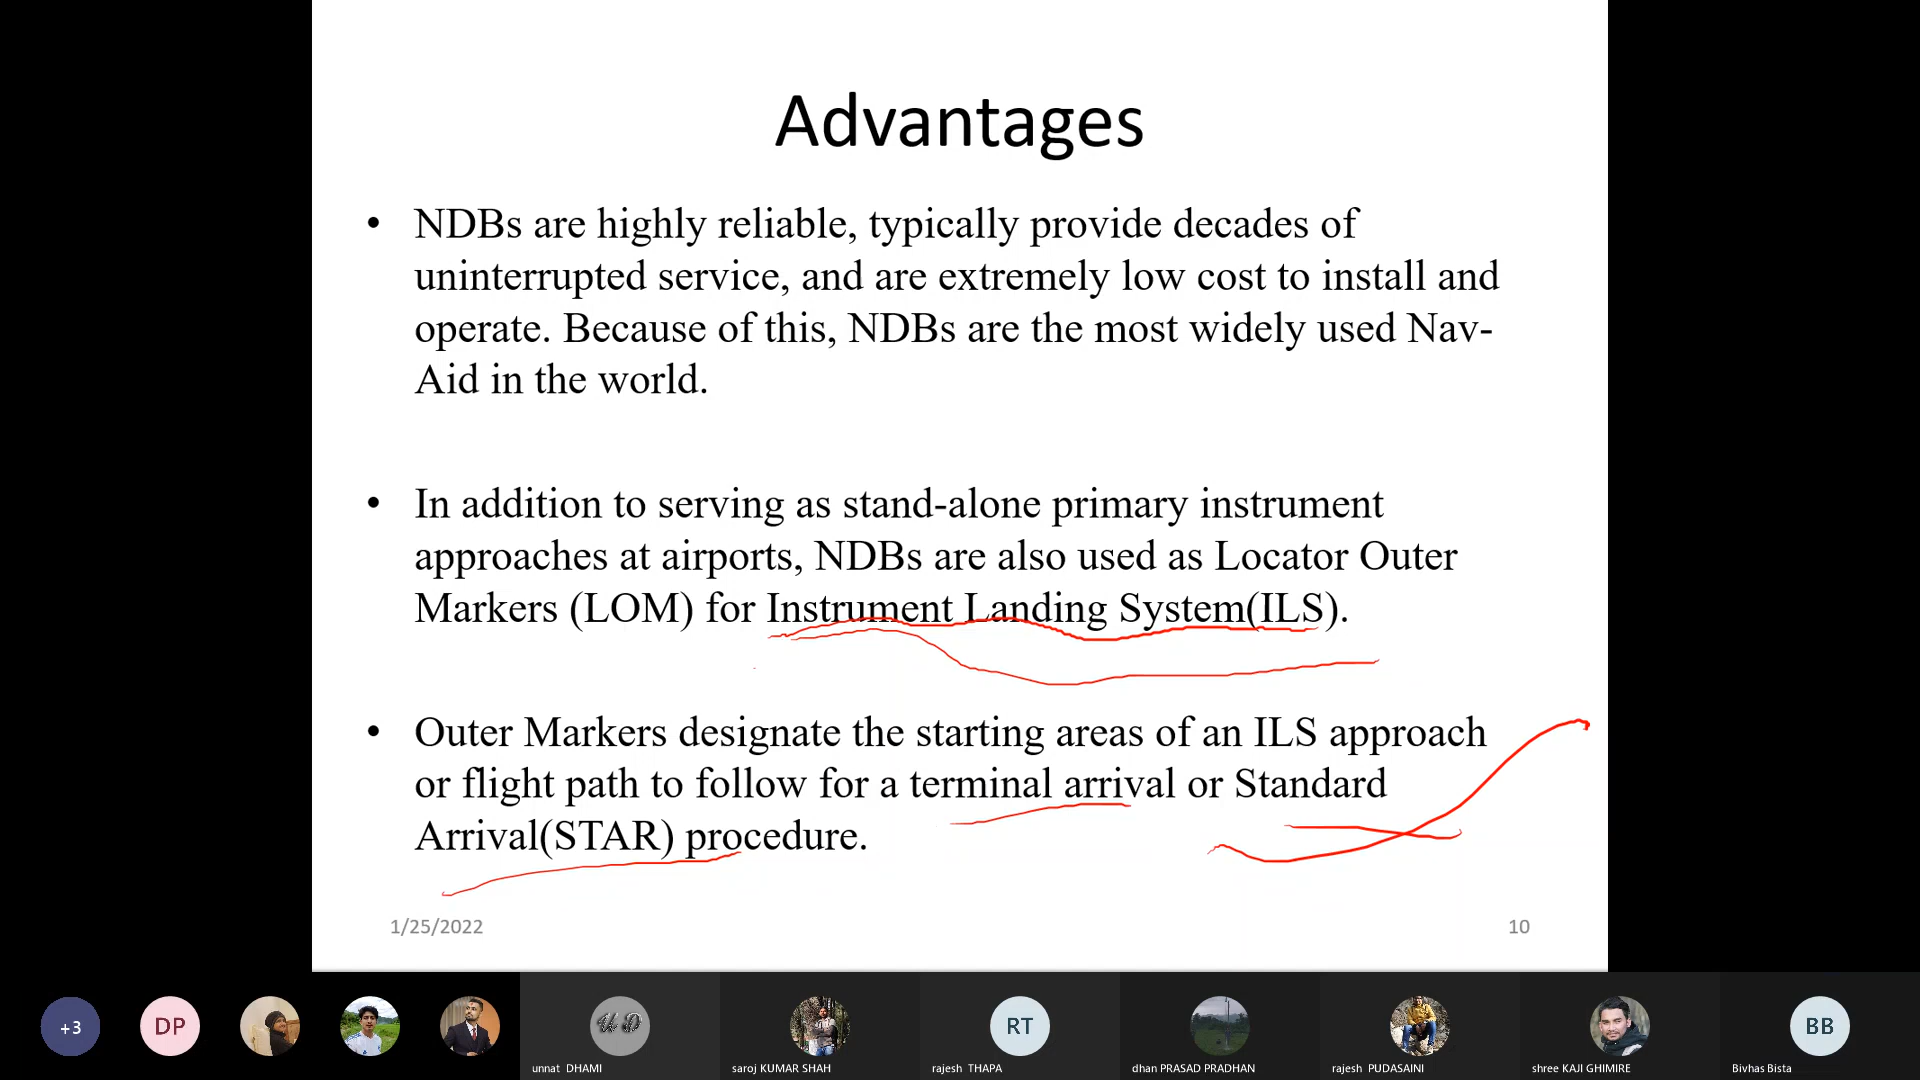 Advantages
• NDBs are highly reliable, typically provide decades of
uninterrupted service, and are extremely low cost to install and
operate. Because of this, NDBs are the most widely used Nav-
Aid in the world.
• In addition to serving as stand-alone primary instrument
approaches at airports, NDBs are also used as Locator Outer
Markers (LOM) for Instrument Landing System(ILS).
• Outer Markers designate the starting areas of an ILS approach
or flight path to follow for a terminal arrival or Standard
Arrival(STAR) procedure.
1/25/2022
10
+3
DP
U D
RT
BB
unnat DHAMI
saroj KUMAR SHAH
rajesh THAPA
dhan PRASAD PRADHAN
rajesh PUDASAINI
shree KAJI GHIMIRE
Bivhas Bista